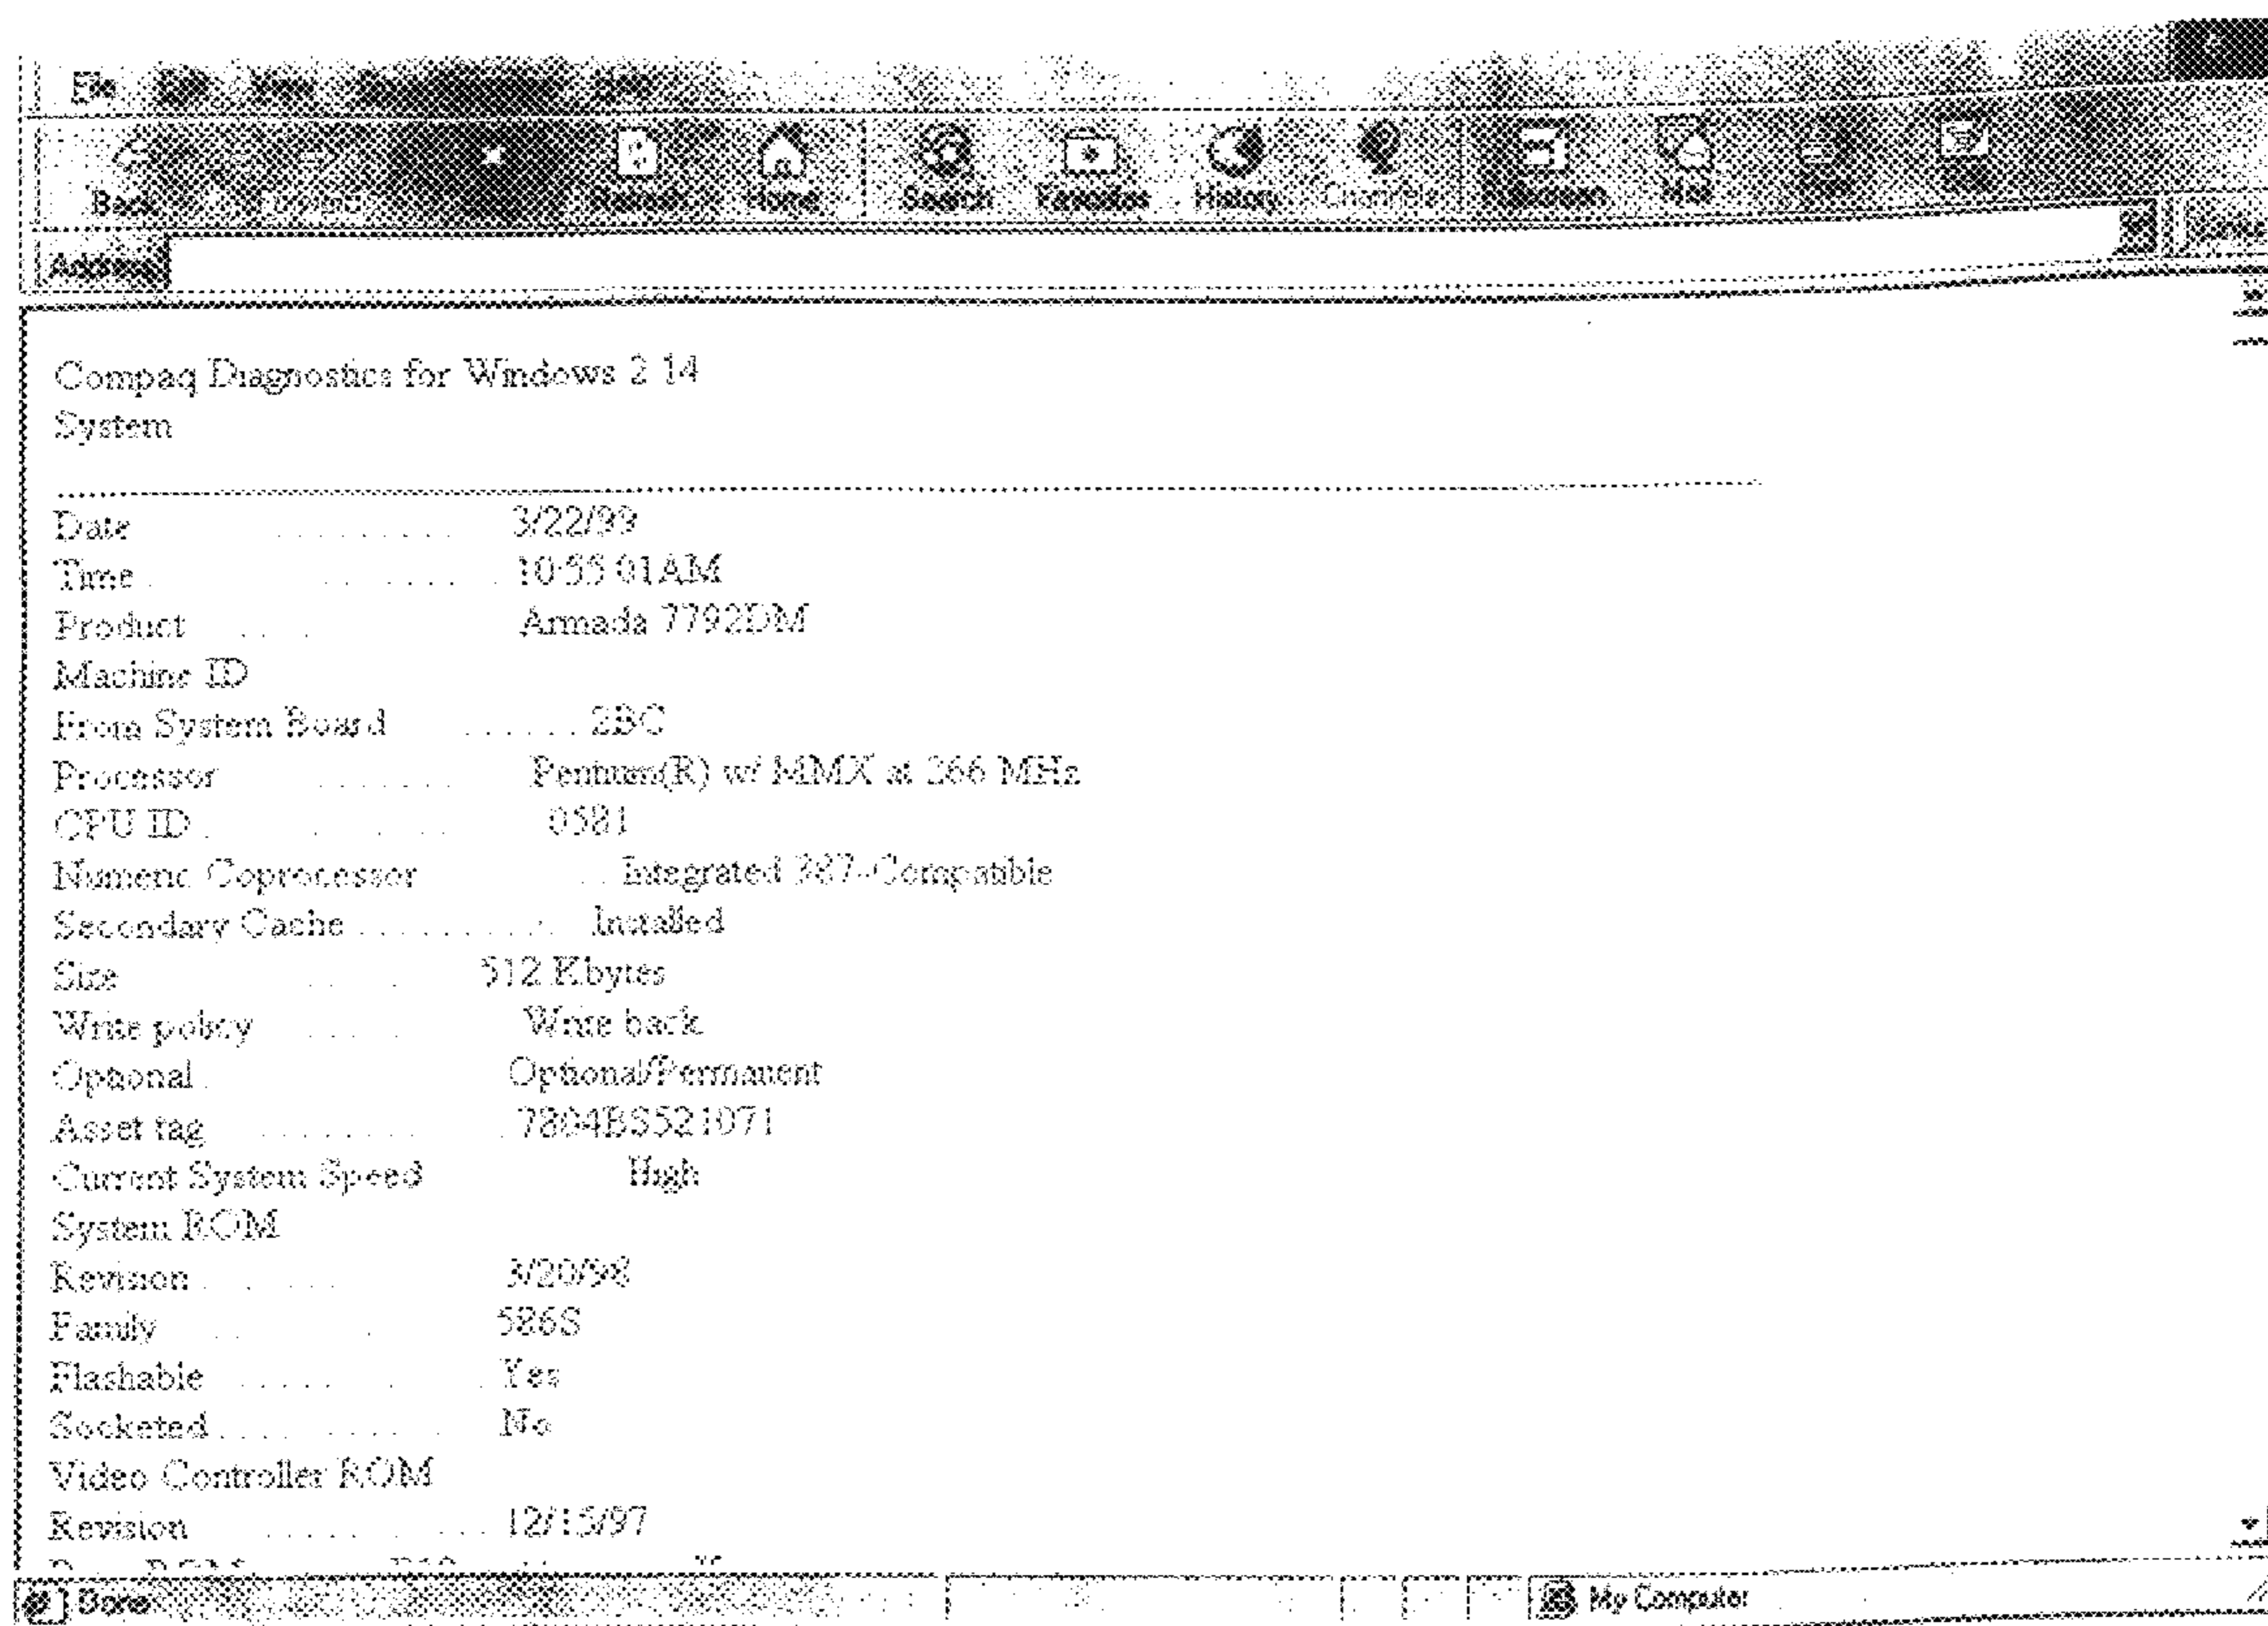 File
Back Refresh Home Search Favorites History Channels Mail
Address
Compaq Diagnostics for Windows 2 14
System
Date ......... 3/22/99
Time . ....... 10:55 01AM
Product .... Armada 7792DM
Machine ID
From System Board ...... 2BC
Processor ....... Pentium(R) w/ MMX at 266 MHz
CPU ID . .... 0581
Numeric Coprocessor .. Integrated 387-Compatible
Secondary Cache .......... Installed
Size ... 512 Kbytes
Write policy ..... Write back
Optional . Optional/Permanent
Asset tag ......... 7804BS521071
Current System Speed High
System ROM
Revision . .... 3/20/98
Family ... 586S
Flashable ....... Yes
Socketed .......... No
Video Controller ROM
Revision .......... 12/15/97
Done My Computer